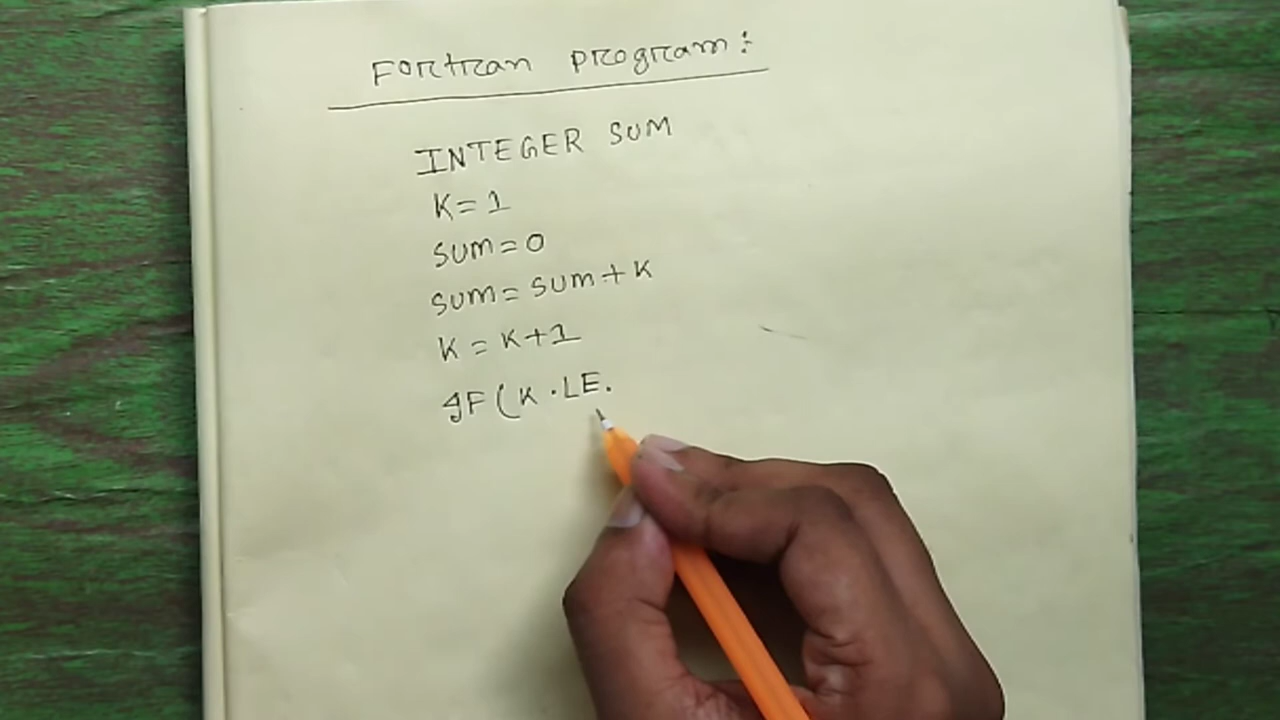 Fortran program:
INTEGER SUM
K=1
SUM=0
SUM=SUM+K
K=K+1
IF(K.LE.